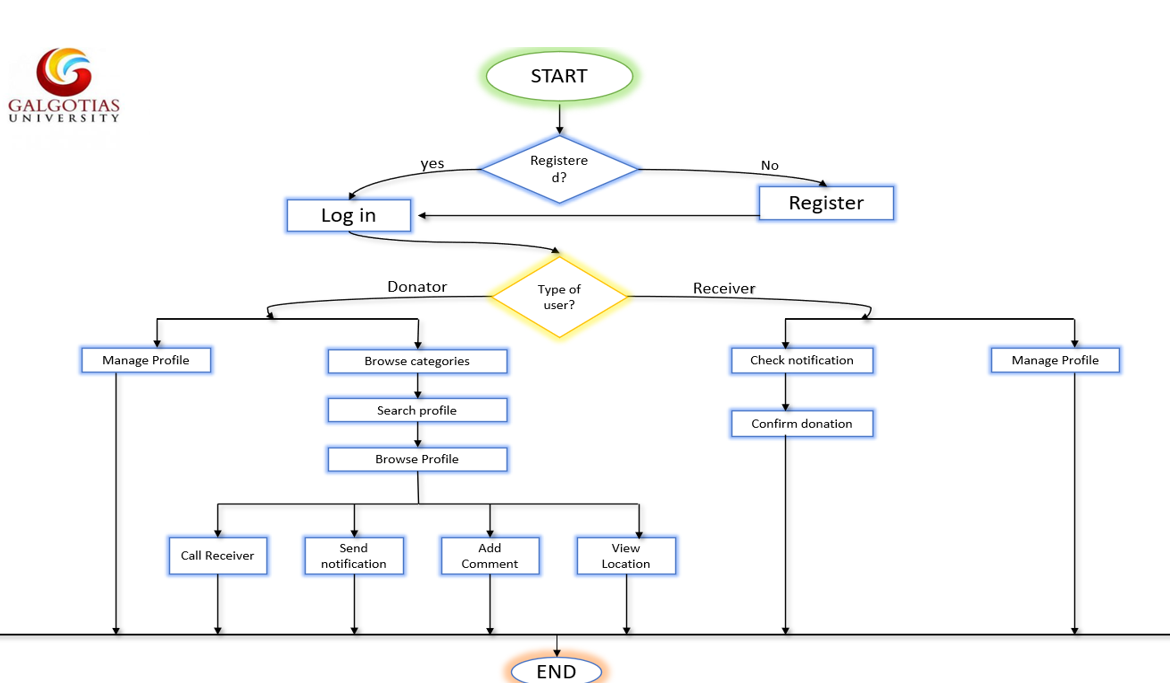 GALGOTIAS
UNIVERSITY
START
Registere
d?
yes
No
Log in
Register
Type of
user?
Donator
Receiver
Manage Profile
Browse categories
Check notification
Manage Profile
Search profile
Confirm donation
Browse Profile
Call Receiver
Send
notification
Add
Comment
View
Location
END